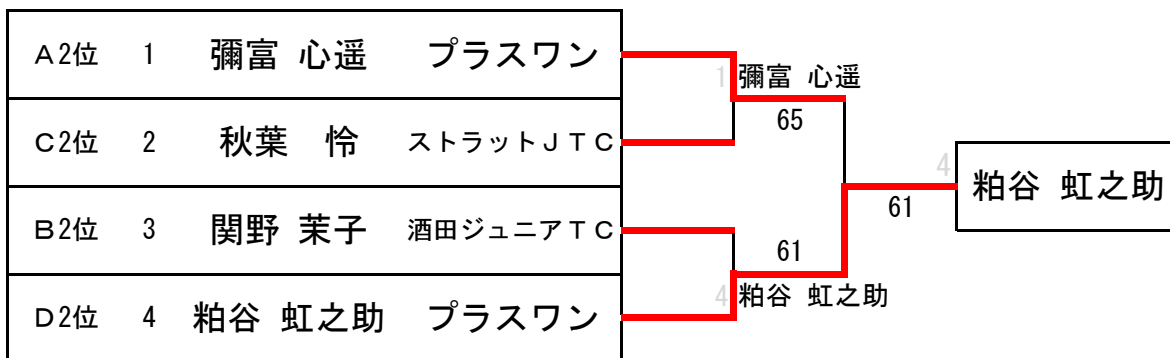 A2位 1 彌富 心遥 プラスワン
C2位 2 秋葉 怜 ストラットＪＴＣ
B2位 3 関野 茉子 酒田ジュニアＴＣ
D2位 4 粕谷 虹之助 プラスワン
1 彌富 心遥
65
61
4 粕谷 虹之助
4
61
粕谷 虹之助